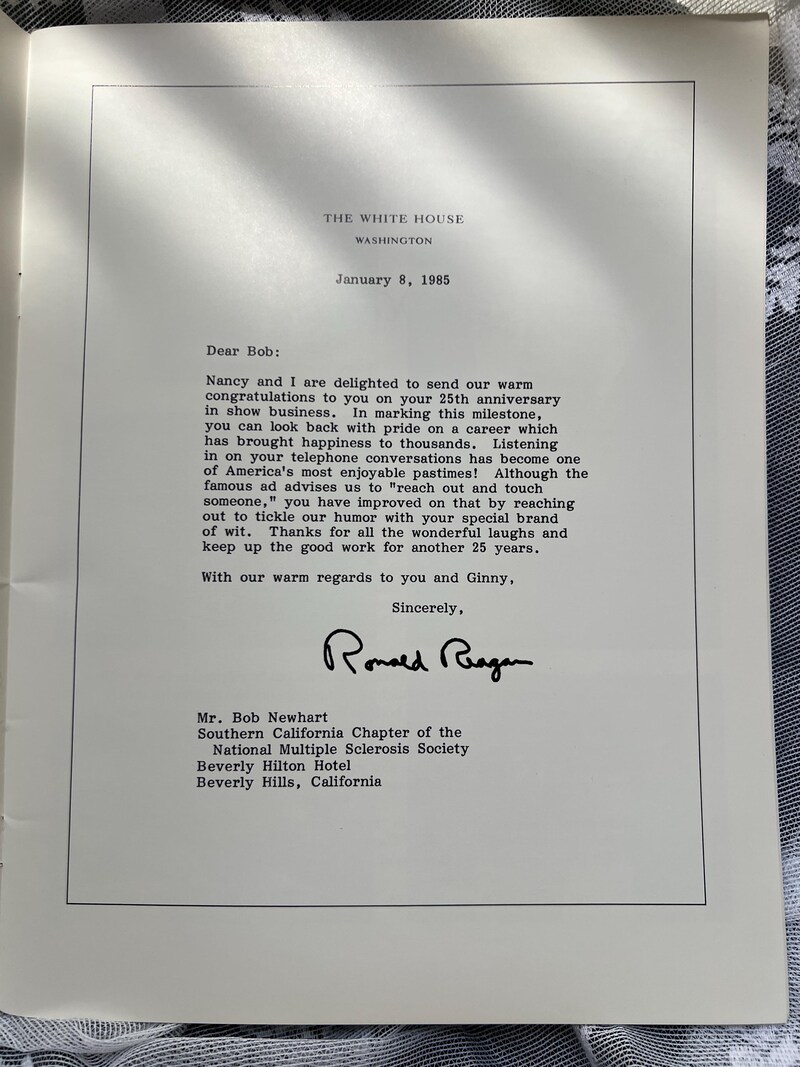 THE WHITE HOUSE
WASHINGTON
January 8, 1985
Dear Bob:
Nancy and I are delighted to send our warm
congratulations to you on your 25th anniversary
in show business.  In marking this milestone,
you can look back with pride on a career which
has brought happiness to thousands.  Listening
in on your telephone conversations has become one
of America's most enjoyable pastimes!  Although the
famous ad advises us to "reach out and touch
someone," you have improved on that by reaching
out to tickle our humor with your special brand
of wit.  Thanks for all the wonderful laughs and
keep up the good work for another 25 years.
With our warm regards to you and Ginny,
Sincerely,
Ronald Reagan
Mr. Bob Newhart
Southern California Chapter of the
National Multiple Sclerosis Society
Beverly Hilton Hotel
Beverly Hills, California